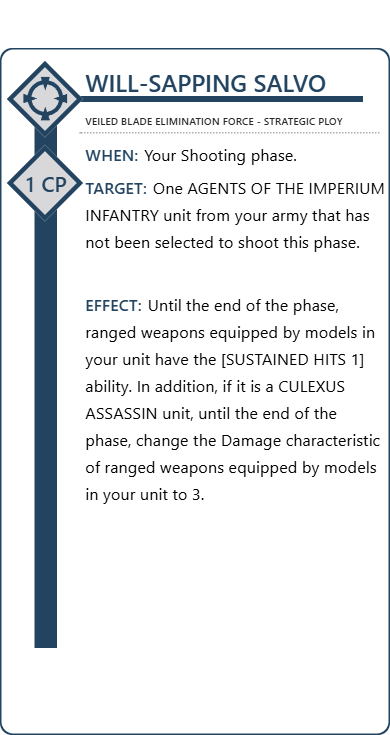 WILL-SAPPING SALVO
VEILED BLADE ELIMINATION FORCE - STRATEGIC PLOY
WHEN: Your Shooting phase.
1 CP
TARGET: One AGENTS OF THE IMPERIUM
INFANTRY unit from your army that has
not been selected to shoot this phase.
EFFECT: Until the end of the phase,
ranged weapons equipped by models in
your unit have the [SUSTAINED HITS 1]
ability. In addition, if it is a CULEXUS
ASSASSIN unit, until the end of the
phase, change the Damage characteristic
of ranged weapons equipped by models
in your unit to 3.